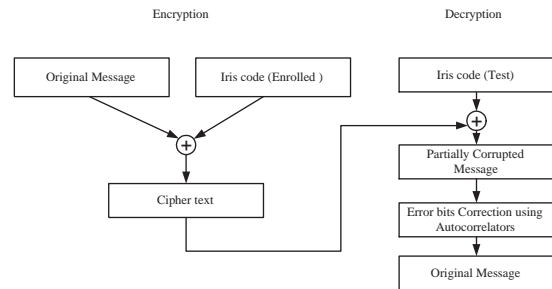 Encryption
Decryption
Original Message
Iris code (Enrolled )
Iris code (Test)
Partially Corrupted
Message
Cipher text
Error bits Correction using
Autocorrelators
Original Message